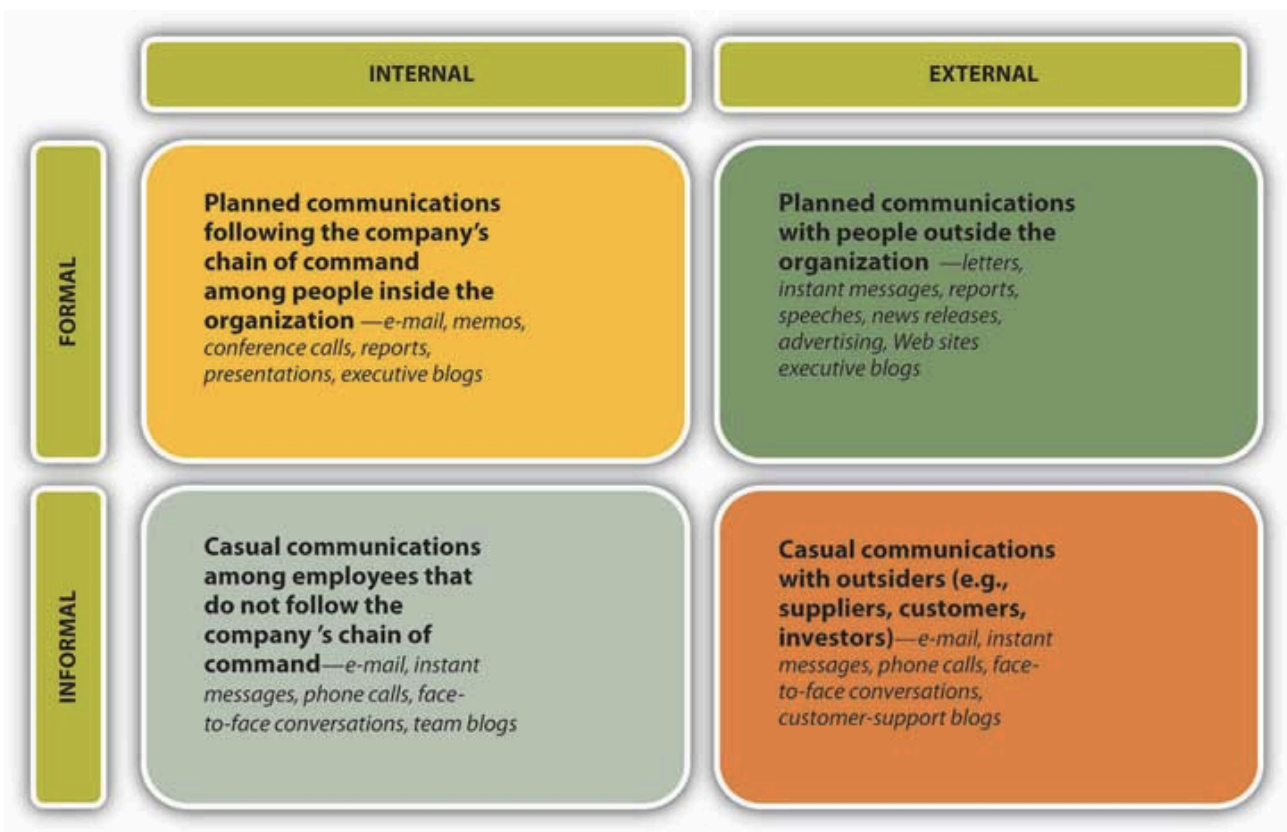 INTERNAL
EXTERNAL
FORMAL
Planned communications
following the company's
chain of command
among people inside the
organization —e-mail, memos,
conference calls, reports,
presentations, executive blogs
Planned communications
with people outside the
organization —letters,
instant messages, reports,
speeches, news releases,
advertising, Web sites
executive blogs
INFORMAL
Casual communications
among employees that
do not follow the
company 's chain of
command—e-mail, instant
messages, phone calls, face-
to-face conversations, team blogs
Casual communications
with outsiders (e.g.,
suppliers, customers,
investors)—e-mail, instant
messages, phone calls, face-
to-face conversations,
customer-support blogs